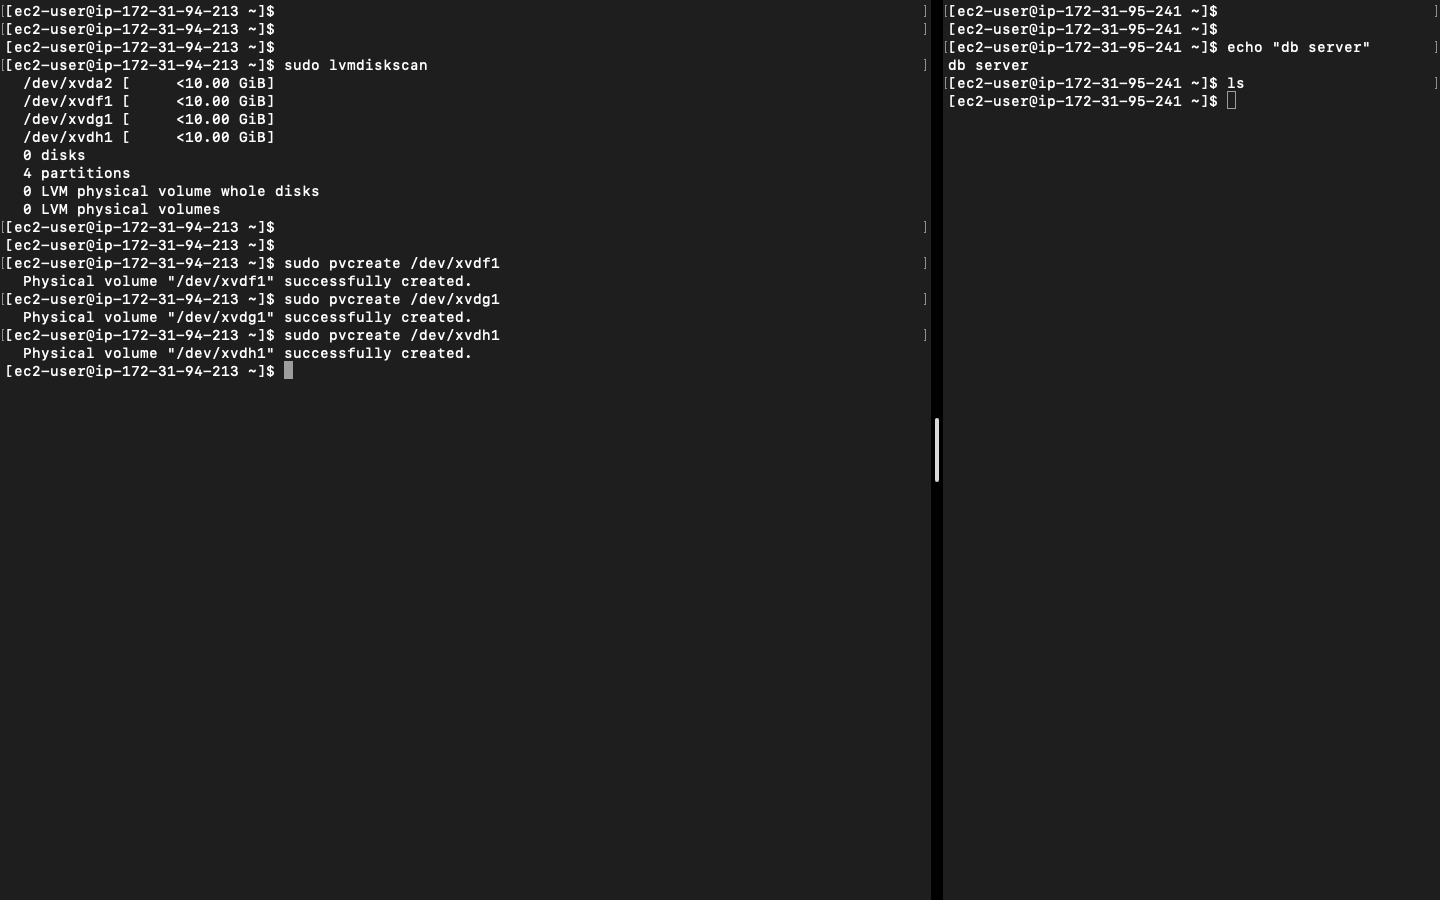 [ec2-user@ip-172-31-94-213 ~]$
[ec2-user@ip-172-31-94-213 ~]$
[ec2-user@ip-172-31-94-213 ~]$
[ec2-user@ip-172-31-94-213 ~]$ sudo lvmdiskscan
/dev/xvda2 [     <10.00 GiB]
/dev/xvdf1 [     <10.00 GiB]
/dev/xvdg1 [     <10.00 GiB]
/dev/xvdh1 [     <10.00 GiB]
0 disks
4 partitions
0 LVM physical volume whole disks
0 LVM physical volumes
[ec2-user@ip-172-31-94-213 ~]$
[ec2-user@ip-172-31-94-213 ~]$
[ec2-user@ip-172-31-94-213 ~]$ sudo pvcreate /dev/xvdf1
Physical volume "/dev/xvdf1" successfully created.
[ec2-user@ip-172-31-94-213 ~]$ sudo pvcreate /dev/xvdg1
Physical volume "/dev/xvdg1" successfully created.
[ec2-user@ip-172-31-94-213 ~]$ sudo pvcreate /dev/xvdh1
Physical volume "/dev/xvdh1" successfully created.
[ec2-user@ip-172-31-94-213 ~]$
[ec2-user@ip-172-31-95-241 ~]$
[ec2-user@ip-172-31-95-241 ~]$
[ec2-user@ip-172-31-95-241 ~]$ echo "db server"
db server
[ec2-user@ip-172-31-95-241 ~]$ ls
[ec2-user@ip-172-31-95-241 ~]$